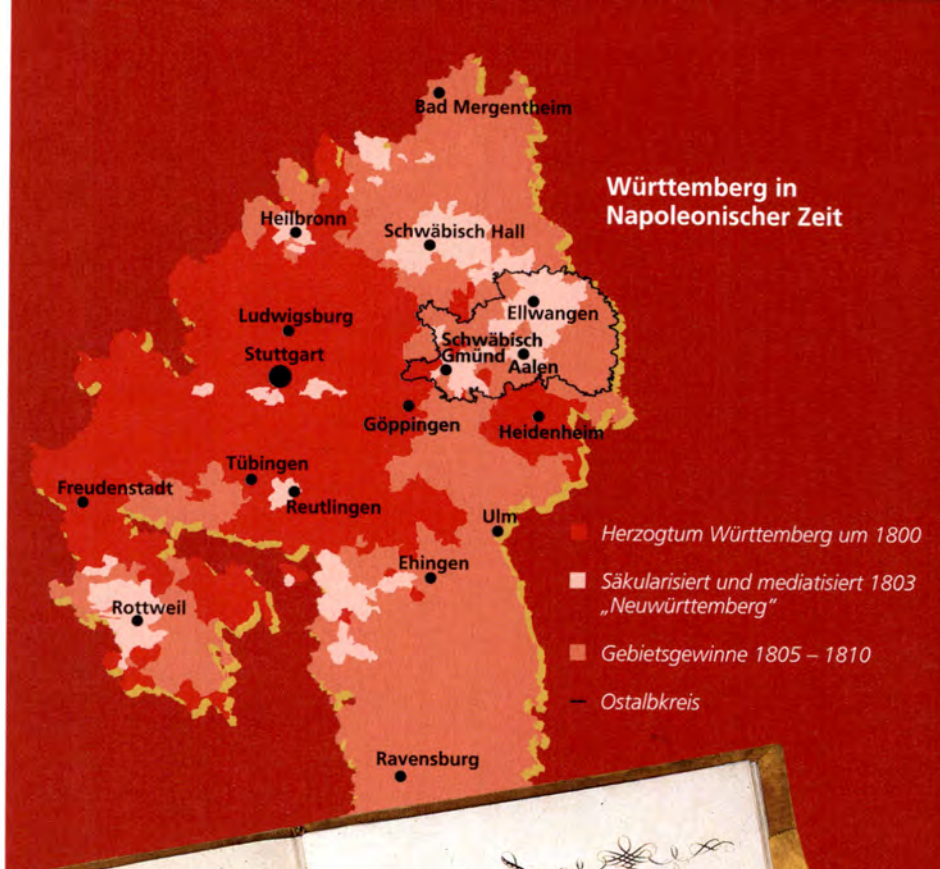 Bad Mergentheim
Württemberg in
Napoleonischer Zeit
Heilbronn
Schwäbisch Hall
Ellwangen
Ludwigsburg
Schwäbisch
Gmünd
Aalen
Stuttgart
Göppingen
Heidenheim
Tübingen
Freudenstadt
Reutlingen
Ulm
Ehingen
Rottweil
Ravensburg
Herzogtum Württemberg um 1800
Säkularisiert und mediatisiert 1803
„Neuwürttemberg"
Gebietsgewinne 1805 – 1810
Ostalbkreis